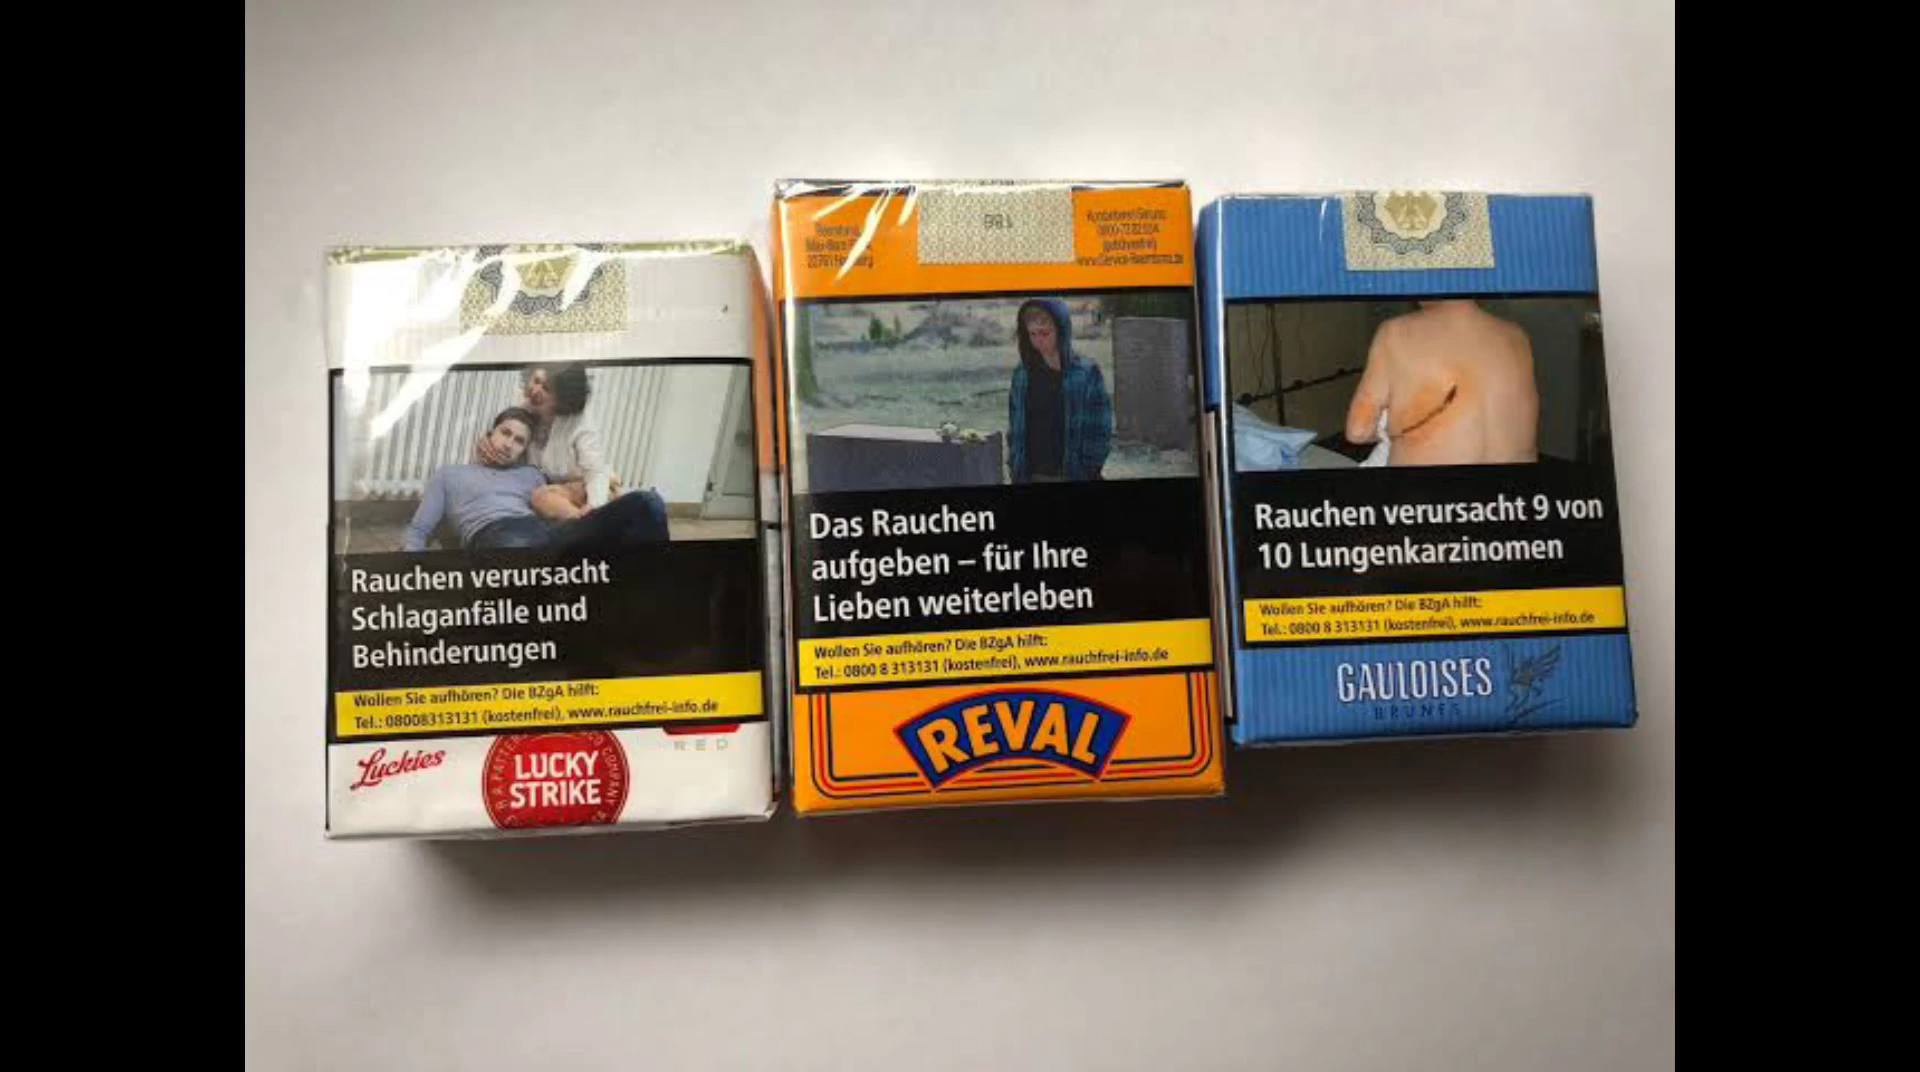 Rauchen verursacht
Schlaganfälle und
Behinderungen
Wollen Sie aufhören? Die BZgA hilft:
Tel.: 08008313131 (kostenfrei), www.rauchfrei-info.de
Luckies
LUCKY
STRIKE
RED
Das Rauchen
aufgeben – für Ihre
Lieben weiterleben
Wollen Sie aufhören? Die BZgA hilft:
Tel.: 0800 8 313131 (kostenfrei), www.rauchfrei-info.de
REVAL
Rauchen verursacht 9 von
10 Lungenkarzinomen
Wollen Sie aufhören? Die BZgA hilft:
Tel.: 0800 8 313131 (kostenfrei), www.rauchfrei-info.de
GAULOISES
BRUNES